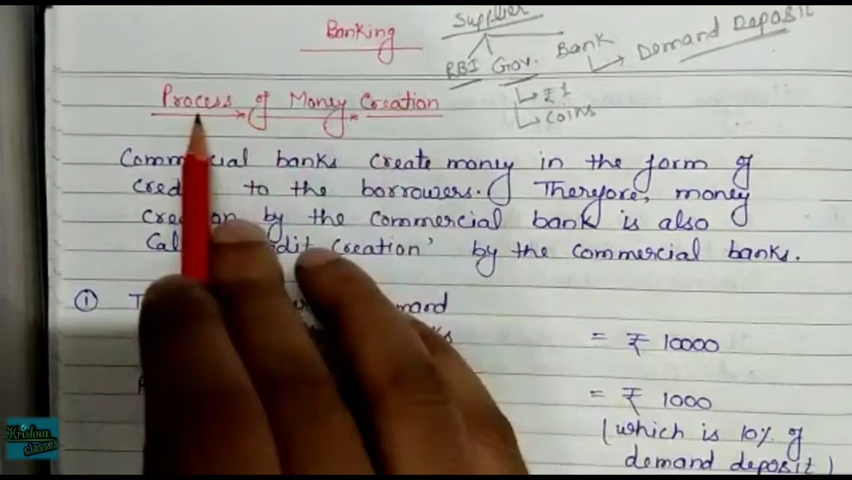 Banking
Supplier
RBI Gov. Bank
Demand Deposit
₹1
coins
Process of Money Creation
Commercial banks create money in the form of
to the borrowers. Therefore, money
by the commercial bank is also
Creation' by the commercial banks.
①
= ₹ 10000
= ₹ 1000
(which is 10% of
demand deposit)
Krishna
classes